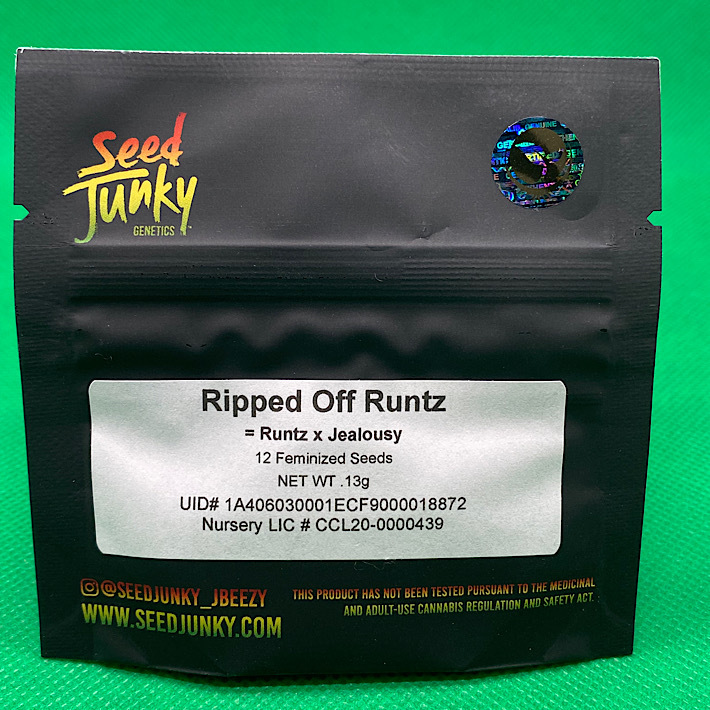 Seed
Junky
GENETICS™
GENUINE
Ripped Off Runtz
= Runtz x Jealousy
12 Feminized Seeds
NET WT .13g
UID# 1A406030001ECF9000018872
Nursery LIC # CCL20-0000439
@SEEDJUNKY_JBEEZY
WWW.SEEDJUNKY.COM
THIS PRODUCT HAS NOT BEEN TESTED PURSUANT TO THE MEDICINAL
AND ADULT-USE CANNABIS REGULATION AND SAFETY ACT.